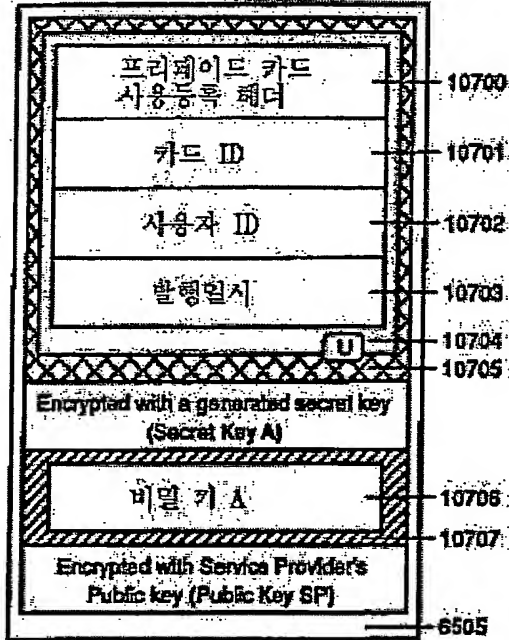 프리페이드 카드
사용등록 헤더
10700
카드 ID
10701
사용자 ID
10702
발행일시
10703
U
10704
10705
Encrypted with a generated secret key
(Secret Key A)
비밀 키 A
10706
10707
Encrypted with Service Provider's
Public key (Public Key SP)
6505